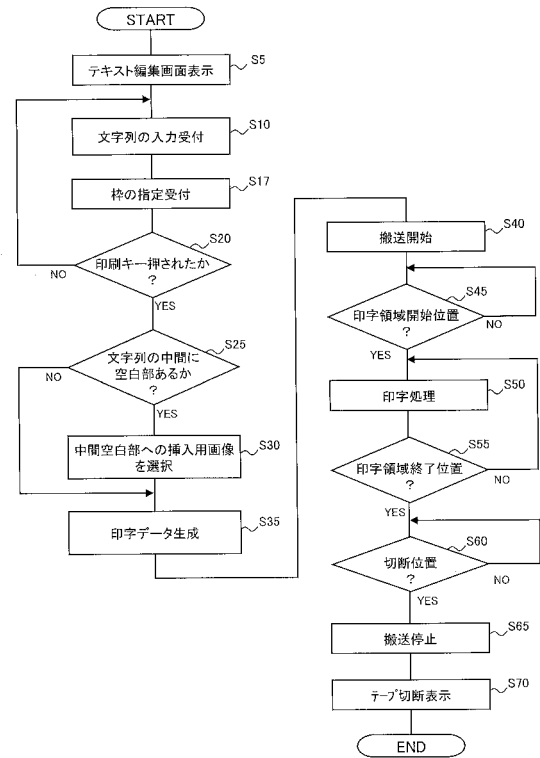 START
テキスト編集画面表示
S5
文字列の入力受付
S10
枠の指定受付
S17
印刷キー押されたか
?
S20
NO
YES
文字列の中間に
空白部あるか
?
S25
NO
YES
中間空白部への挿入用画像
を選択
S30
印字データ生成
S35
搬送開始
S40
印字領域開始位置
?
S45
NO
YES
印字処理
S50
印字領域終了位置
?
S55
NO
YES
切断位置
?
S60
NO
YES
搬送停止
S65
テープ切断表示
S70
END